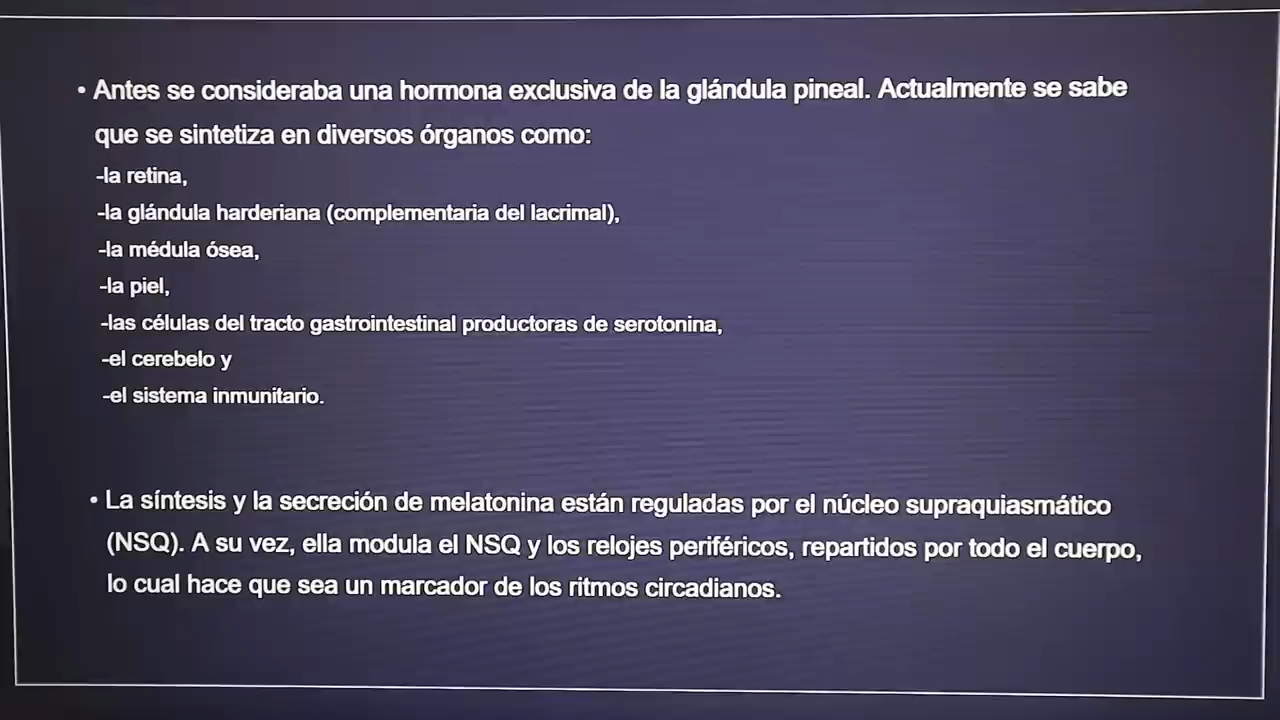 • Antes se consideraba una hormona exclusiva de la glándula pineal. Actualmente se sabe
que se sintetiza en diversos órganos como:
-la retina,
-la glándula harderiana (complementaria del lacrimal),
-la médula ósea,
-la piel,
-las células del tracto gastrointestinal productoras de serotonina,
-el cerebelo y
-el sistema inmunitario.
• La síntesis y la secreción de melatonina están reguladas por el núcleo supraquiasmático
(NSQ). A su vez, ella modula el NSQ y los relojes periféricos, repartidos por todo el cuerpo,
lo cual hace que sea un marcador de los ritmos circadianos.